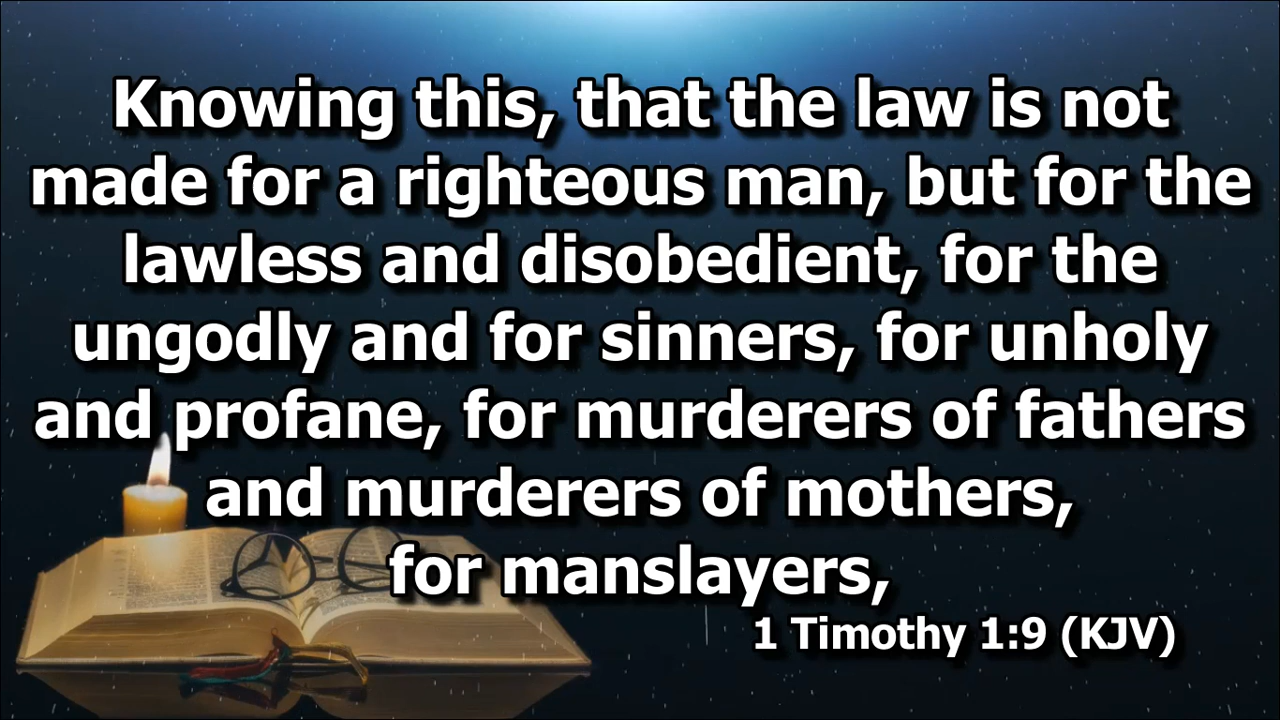 Knowing this, that the law is not
made for a righteous man, but for the
lawless and disobedient, for the
ungodly and for sinners, for unholy
and profane, for murderers of fathers
and murderers of mothers,
for manslayers,
1 Timothy 1:9 (KJV)